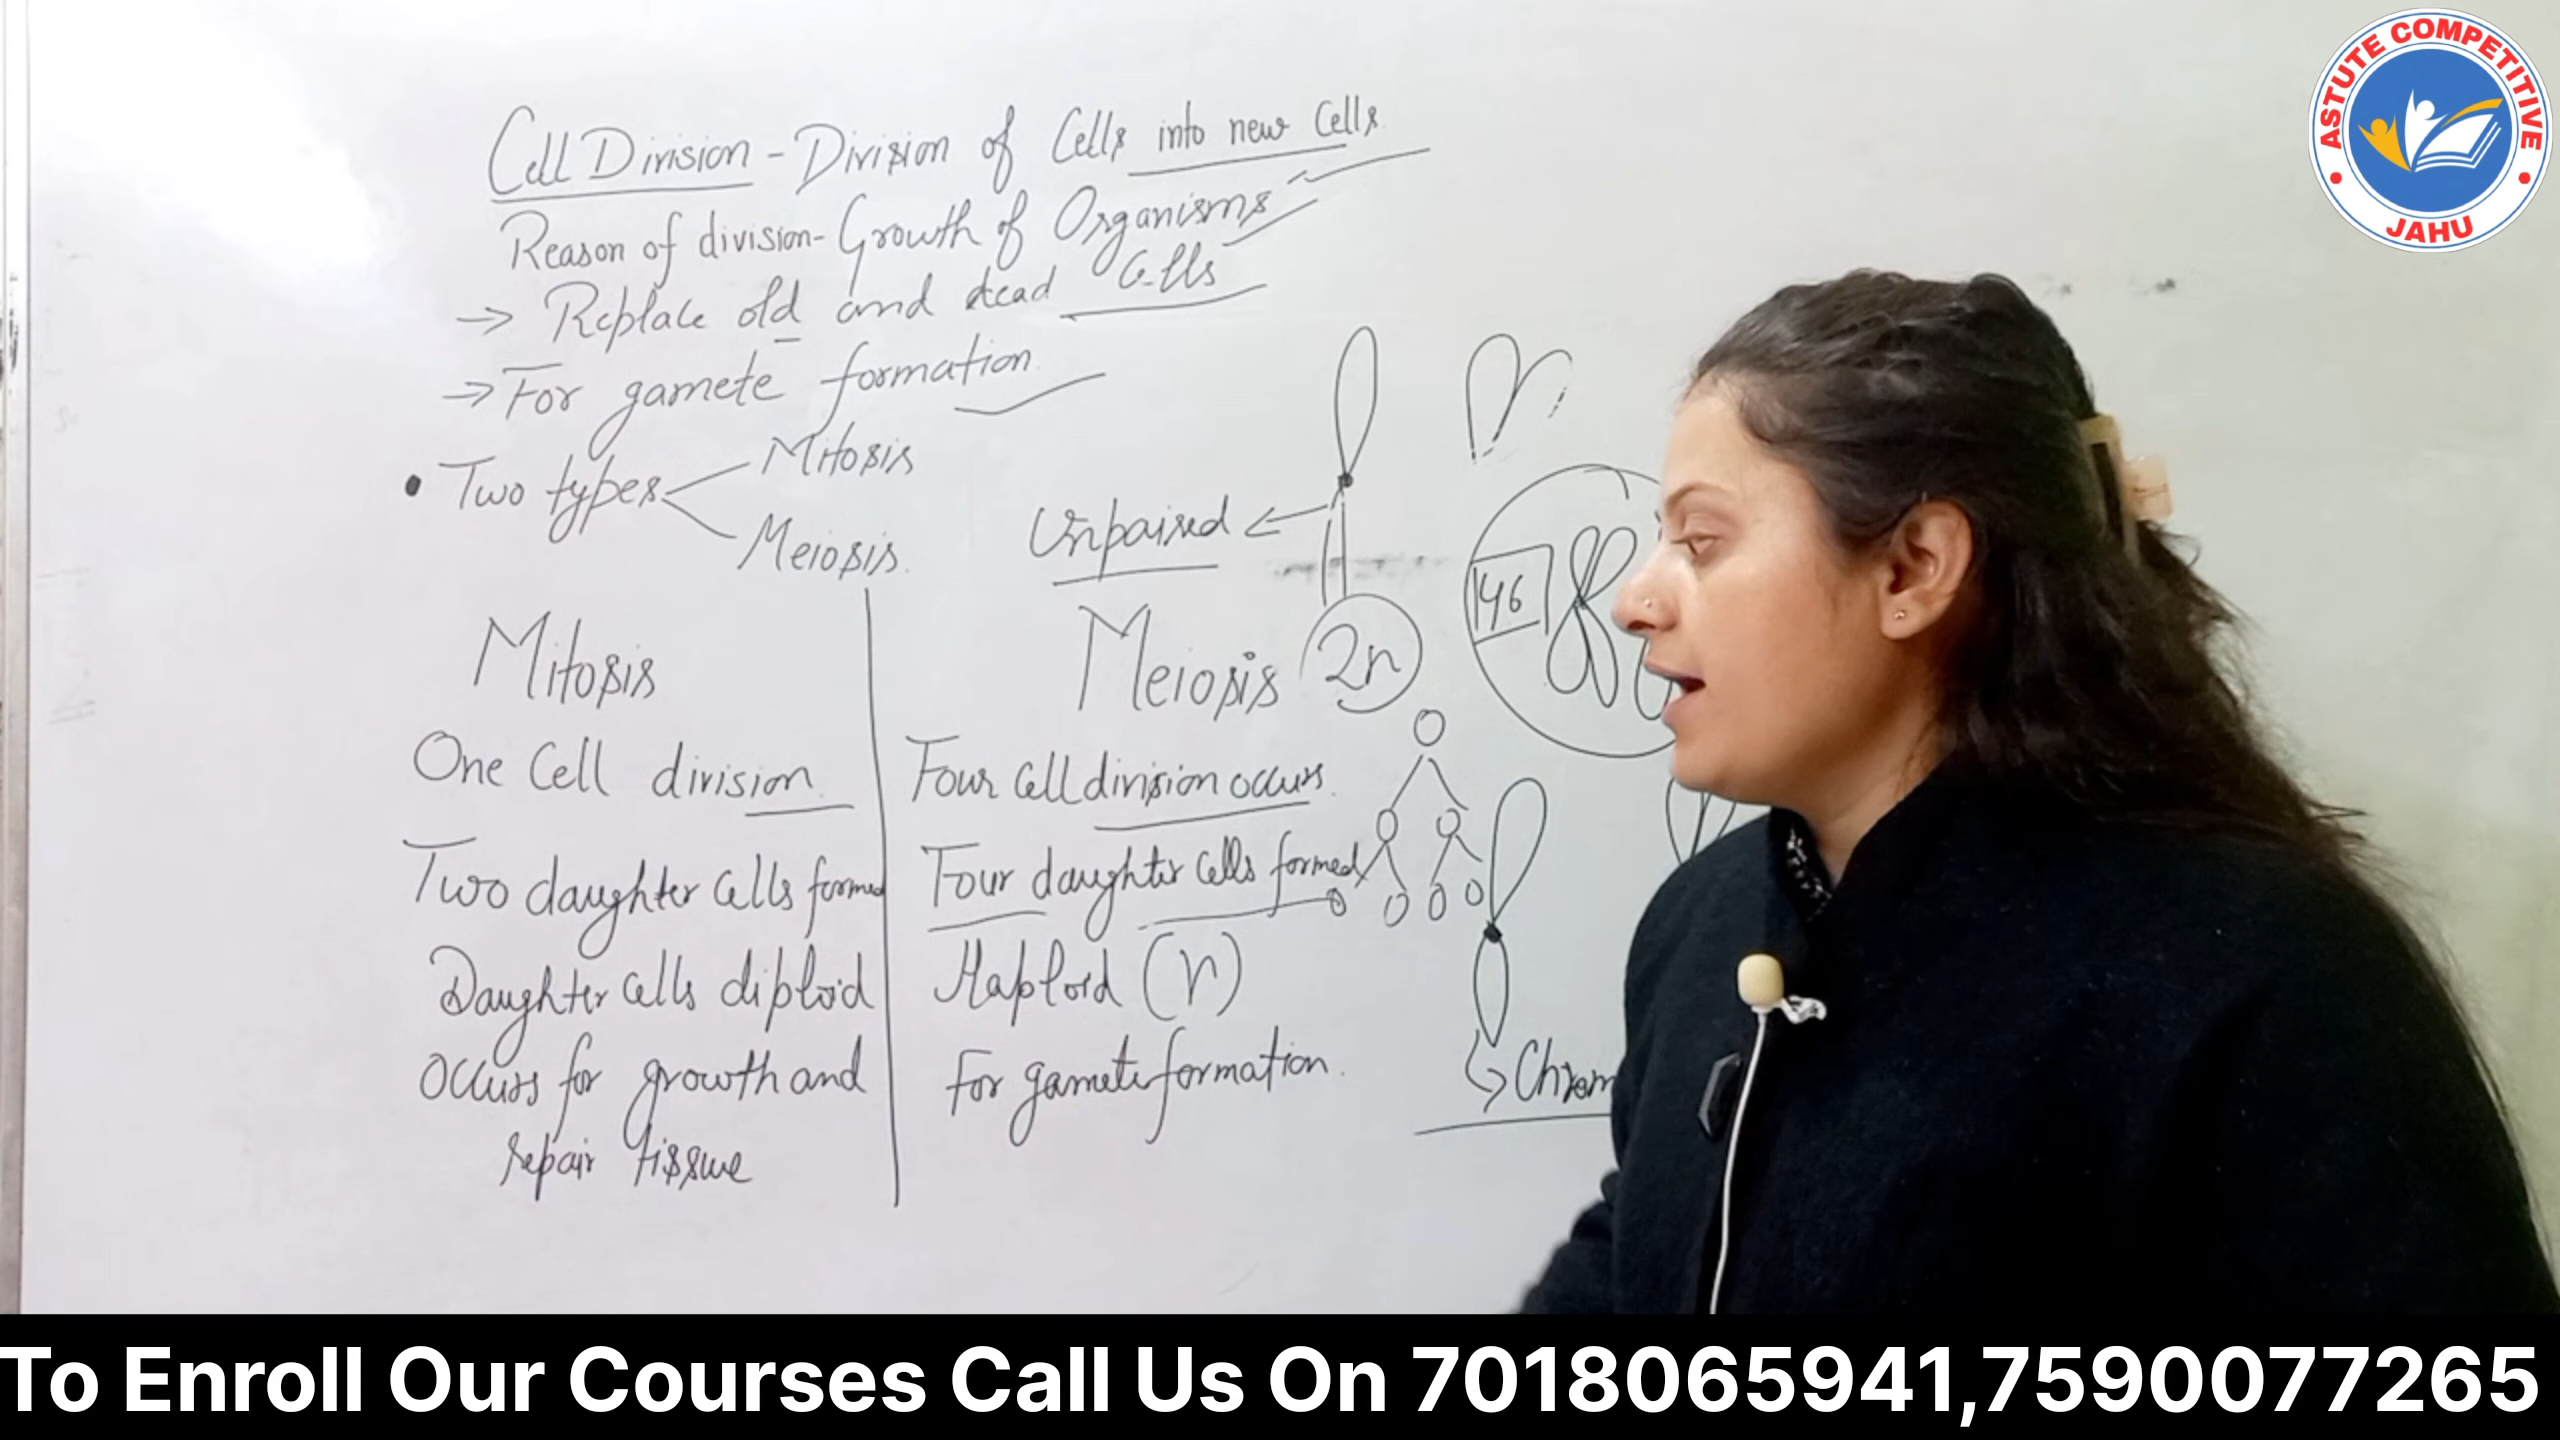 Cell Division - Division of Cells into new Cells.
Reason of division - Growth of Organisms
→ Replace old and dead Cells
→ For gamete formation.
• Two types
Mitosis
Meiosis.
Unpaired
146
Mitosis
One Cell division.
Two daughter Cells formed
Daughter Cells diploid
Occurs for growth and
repair tissue
Meiosis
2n
Four Cell division occurs.
Four daughter Cells formed
Haploid (n)
For gamete formation.
ASTUTE COMPETITIVE
JAHU
To Enroll Our Courses Call Us On 7018065941,7590077265